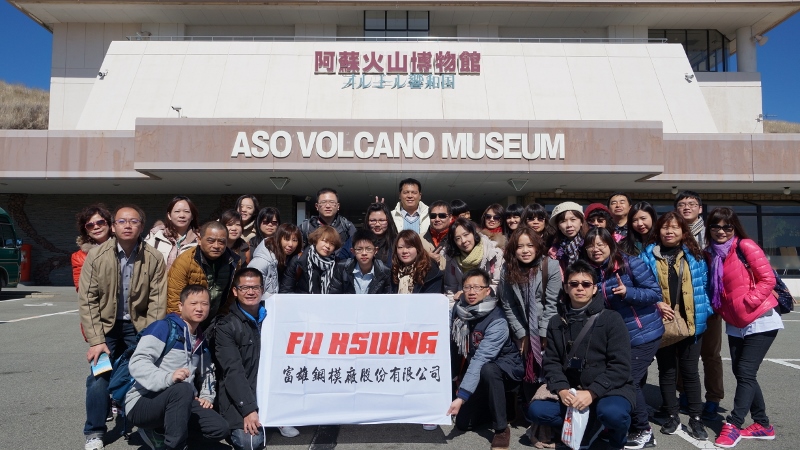 阿蘇火山博物館
オルゴール響和国
ASO VOLCANO MUSEUM
FU HSIUNG
富雄鋼模廠股份有限公司